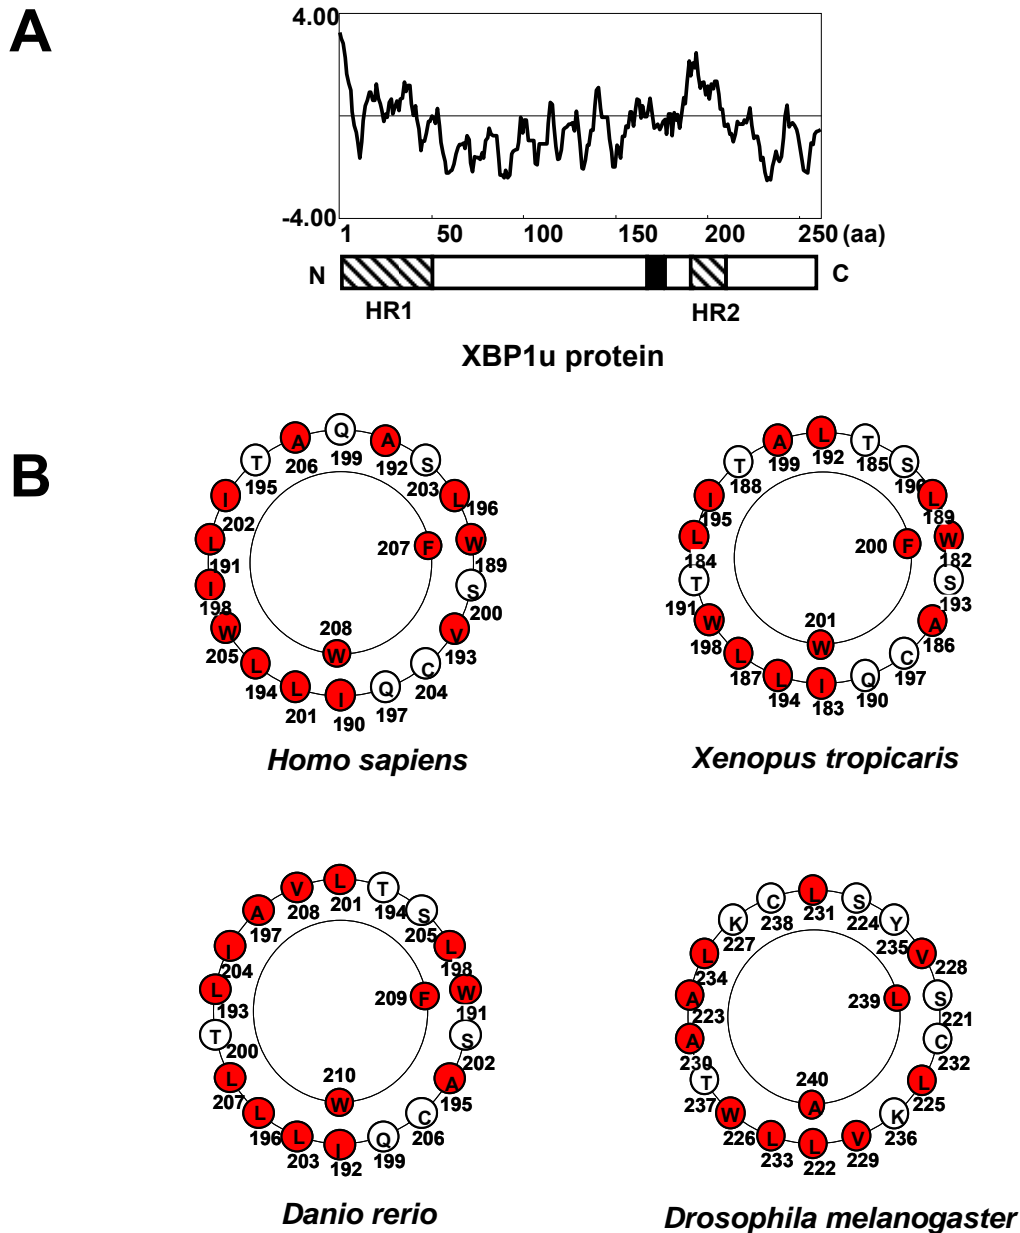 A
4.00
-4.00
1 50 100 150 200 250 (aa)
N C
HR1 HR2
XBP1u protein
B
Q 199
A 192
S 203
L 196
W 189
S 200
V 193
C 204
Q 197
I 190
L 201
L 194
W 205
I 198
L 191
I 202
T 195
A 206
207 F
208 W
Homo sapiens
L 192
T 185
S 196
L 189
W 182
S 193
A 186
C 197
Q 190
I 183
L 194
L 187
W 198
T 191
L 184
I 195
T 188
A 199
200 F
201 W
Xenopus tropicaris
L 201
T 194
S 205
L 198
W 191
S 202
A 195
C 206
Q 199
I 192
L 203
L 196
L 207
T 200
L 193
I 204
A 197
V 208
209 F
210 W
Danio rerio
L 231
S 224
Y 235
V 228
S 221
C 232
L 225
K 236
V 229
L 222
L 233
W 226
T 237
A 230
A 223
L 234
K 227
C 238
239 L
240 A
Drosophila melanogaster